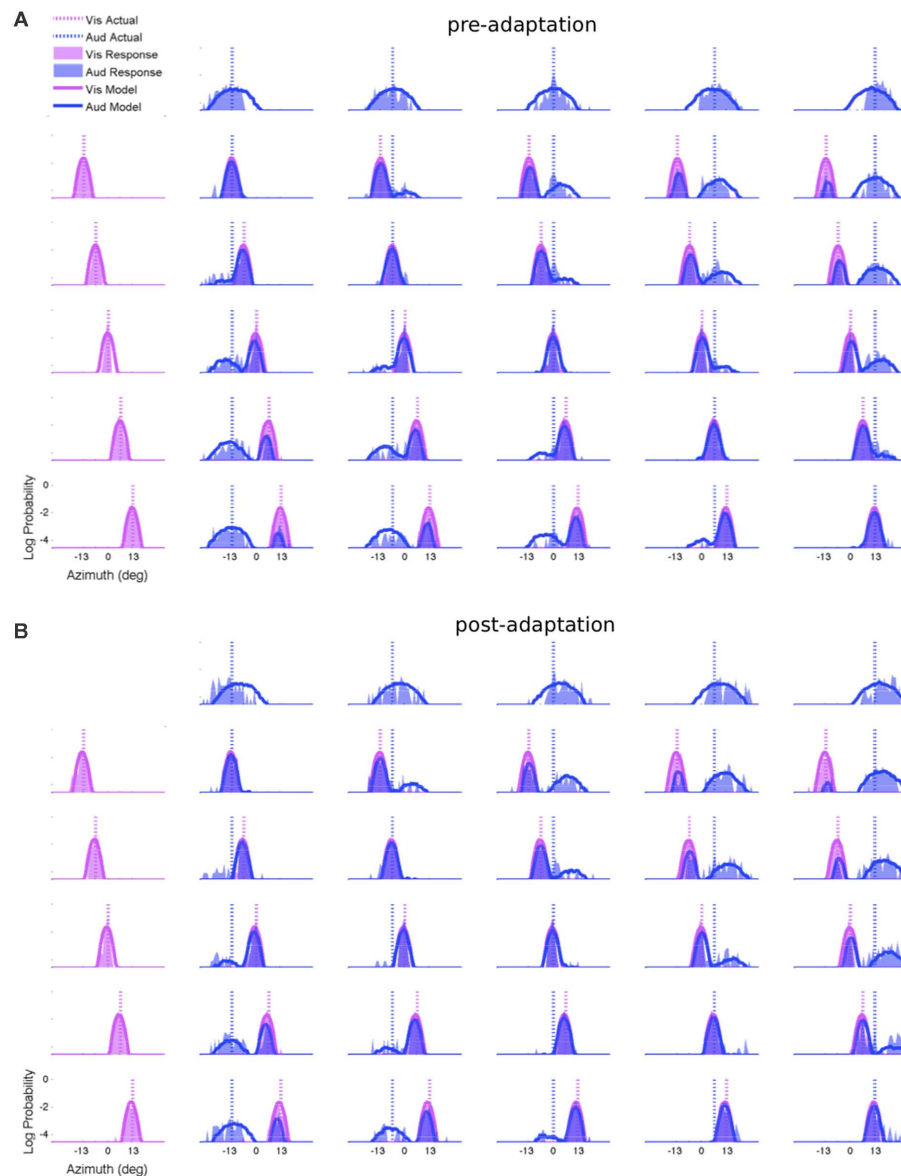 A
pre-adaptation
Vis Actual
Aud Actual
Vis Response
Aud Response
Vis Model
Aud Model
Log Probability
0
-2
-4
-13 0 13
-13 0 13
-13 0 13
-13 0 13
-13 0 13
-13 0 13
Azimuth (deg)
B
post-adaptation
Log Probability
0
-2
-4
-13 0 13
-13 0 13
-13 0 13
-13 0 13
-13 0 13
-13 0 13
Azimuth (deg)